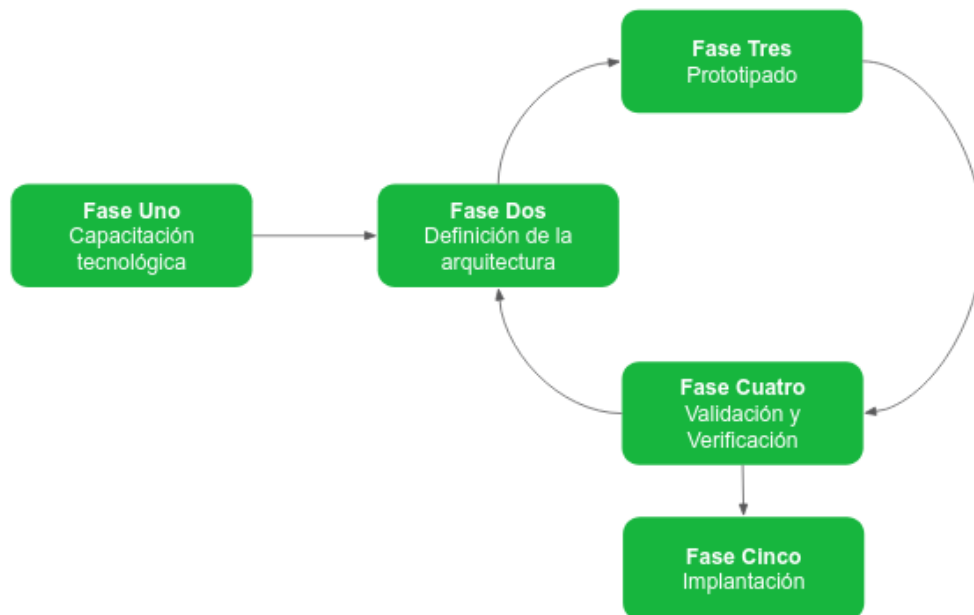 Fase Tres
Prototipado
Fase Uno
Capacitación
tecnológica
Fase Dos
Definición de la
arquitectura
Fase Cuatro
Validación y
Verificación
Fase Cinco
Implantación